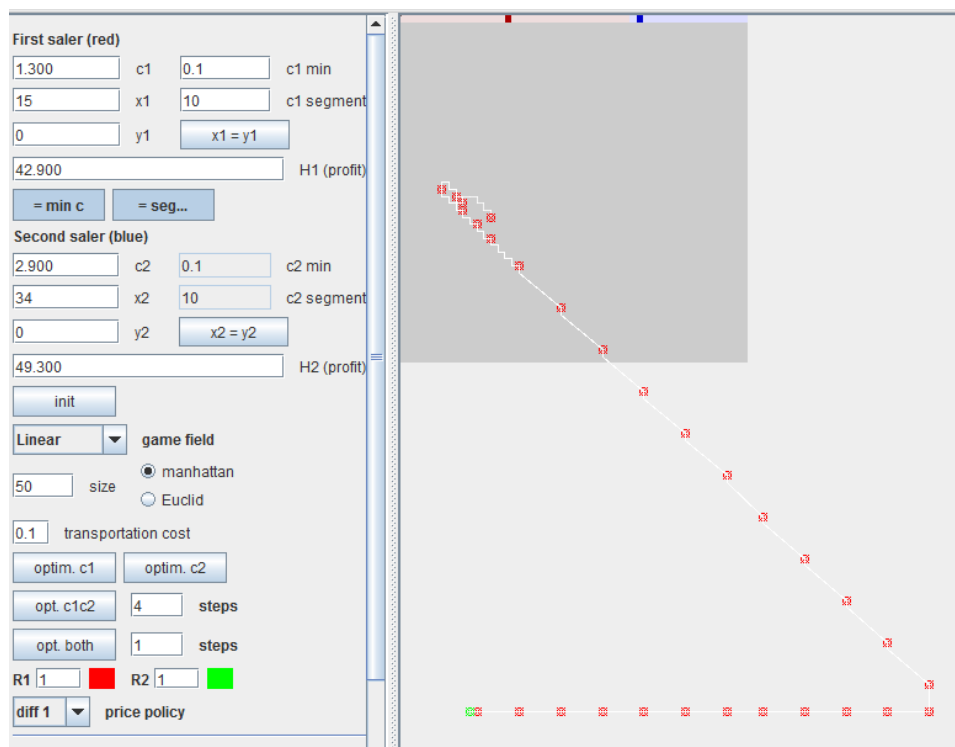 First saler (red)
1.300 c1 0.1 c1 min
15 x1 10 c1 segment
0 y1 x1 = y1
42.900 H1 (profit)
= min c = seg...
Second saler (blue)
2.900 c2 0.1 c2 min
34 x2 10 c2 segment
0 y2 x2 = y2
49.300 H2 (profit)
init
Linear game field
manhattan
50 size
Euclid
0.1 transportation cost
optim. c1 optim. c2
opt. c1c2 4 steps
opt. both 1 steps
R1 1 R2 1
diff 1 price policy